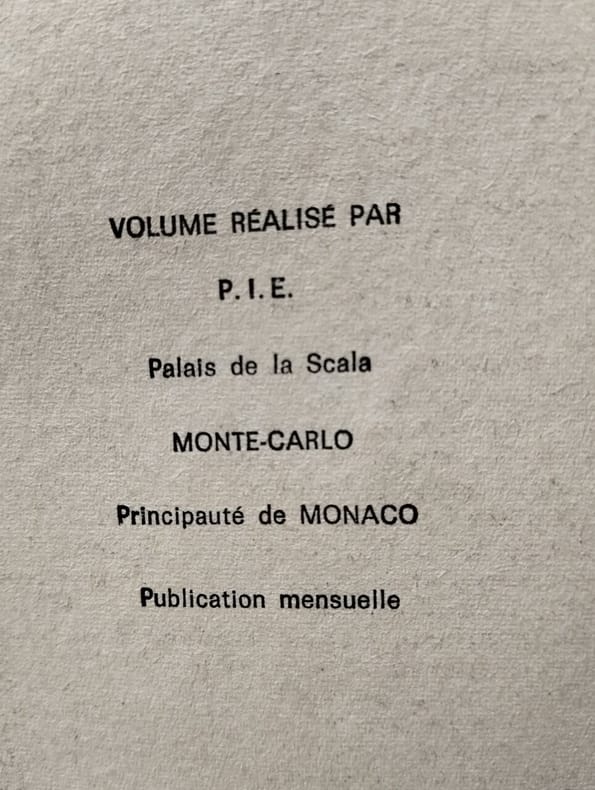 VOLUME RÉALISÉ PAR
P.I.E.
Palais de la Scala
MONTE-CARLO
Principauté de MONACO
Publication mensuelle